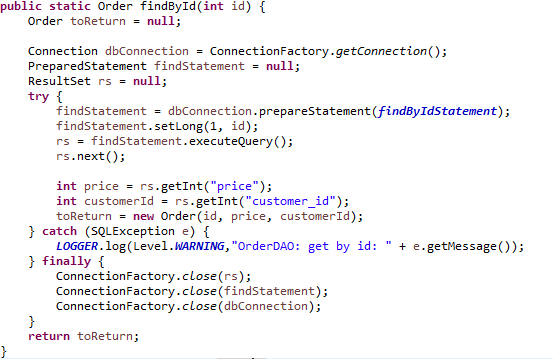 public static Order findById(int id) {
    Order toReturn = null;

    Connection dbConnection = ConnectionFactory.getConnection();
    PreparedStatement findStatement = null;
    ResultSet rs = null;
    try {
        findStatement = dbConnection.prepareStatement(findByIdStatement);
        findStatement.setLong(1, id);
        rs = findStatement.executeQuery();
        rs.next();

        int price = rs.getInt("price");
        int customerId = rs.getInt("customer_id");
        toReturn = new Order(id, price, customerId);
    } catch (SQLException e) {
        LOGGER.log(Level.WARNING,"OrderDAO: get by id: " + e.getMessage());
    } finally {
        ConnectionFactory.close(rs);
        ConnectionFactory.close(findStatement);
        ConnectionFactory.close(dbConnection);
    }
    return toReturn;
}